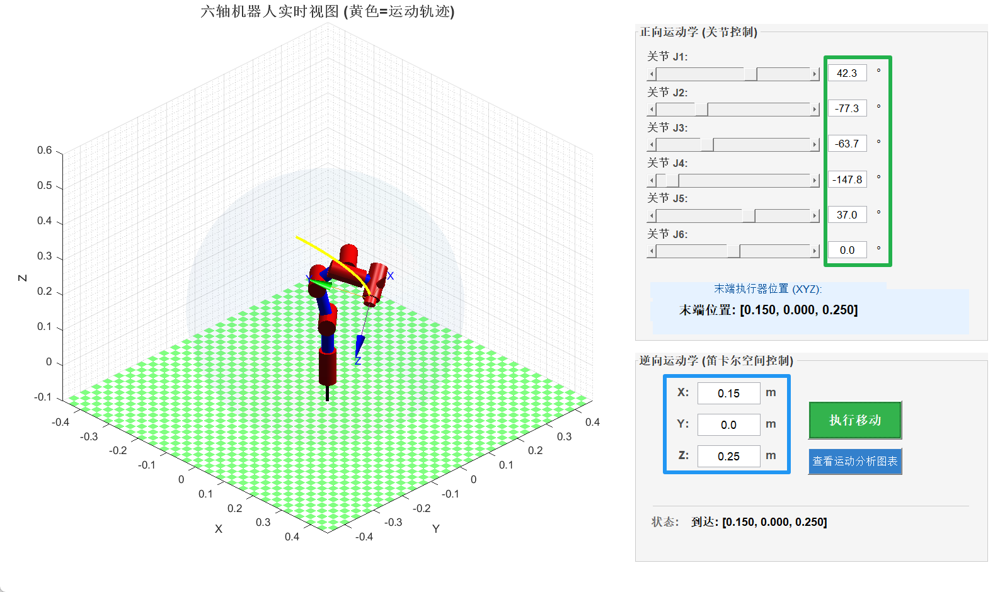 六轴机器人实时视图 (黄色=运动轨迹)
Z
0.6
0.5
0.4
0.3
0.2
0.1
0
-0.1
-0.4
-0.3
-0.2
-0.1
0
0.1
0.2
0.3
0.4
X
-0.4
-0.3
-0.2
-0.1
0
0.1
0.2
0.3
0.4
Y
X
Z
正向运动学 (关节控制)
关节 J1:
42.3 °
关节 J2:
-77.3 °
关节 J3:
-63.7 °
关节 J4:
-147.8 °
关节 J5:
37.0 °
关节 J6:
0.0 °
末端执行器位置 (XYZ):
末端位置: [0.150, 0.000, 0.250]
逆向运动学 (笛卡尔空间控制)
X: 0.15 m
Y: 0.0 m
Z: 0.25 m
执行移动
查看运动分析图表
状态: 到达: [0.150, 0.000, 0.250]